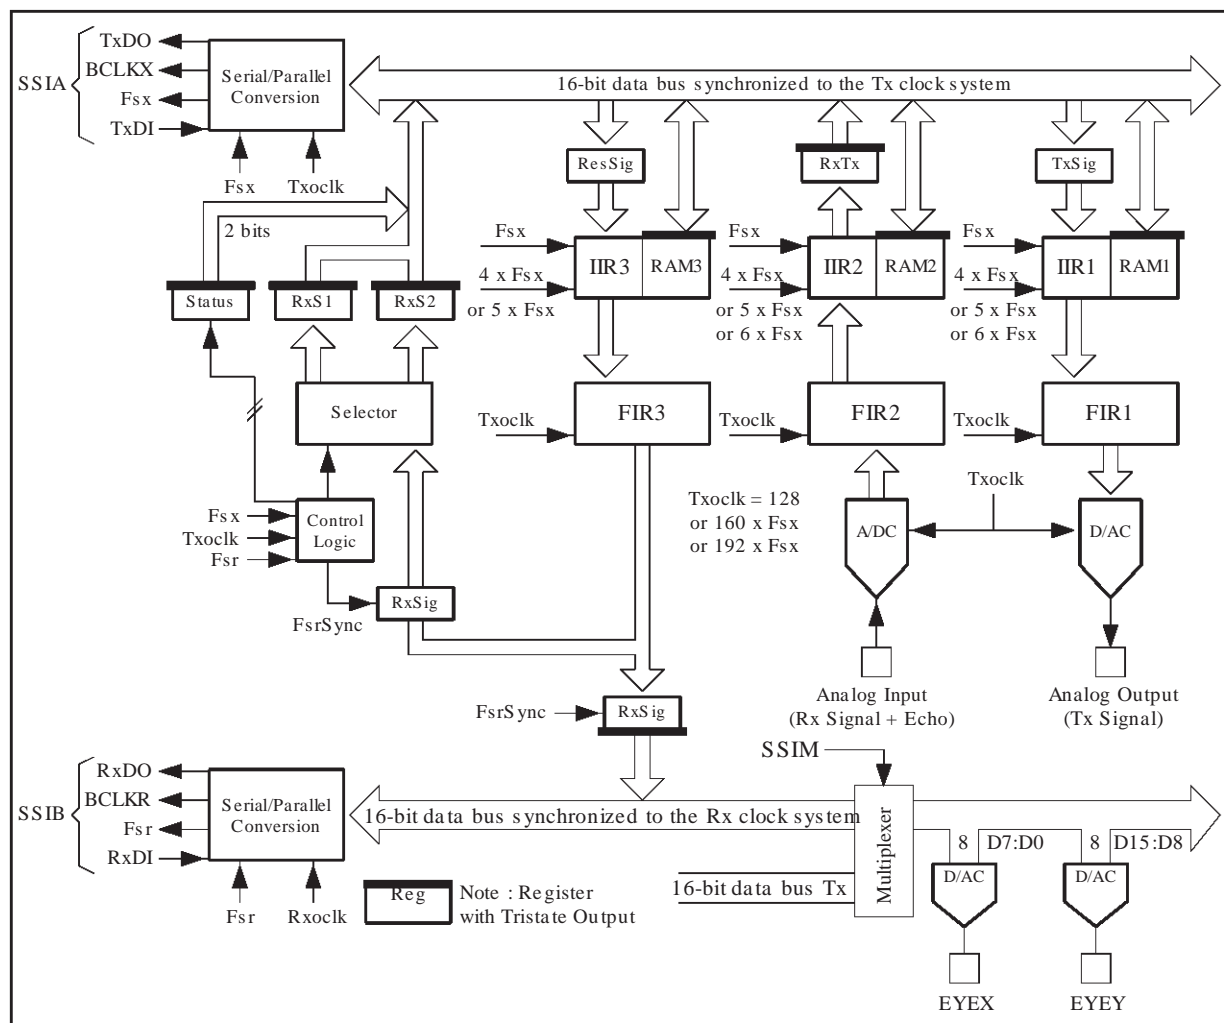 TxDO
BCLKX
Fsx
TxDI
SSIA
Serial/Parallel
Conversion
Fsx
Txoclk
16-bit data bus synchronized to the Tx clock system
2 bits
Status
RxS1
RxS2
Selector
Fsx
Txoclk
Fsr
Control
Logic
FsrSync
RxSig
ResSig
Fsx
4 x Fsx
or 5 x Fsx
IIR3
RAM3
Txoclk
FIR3
FsrSync
RxSig
RxTx
Fsx
4 x Fsx
or 5 x Fsx
or 6 x Fsx
IIR2
RAM2
Txoclk
FIR2
Txoclk = 128
or 160 x Fsx
or 192 x Fsx
A/DC
Analog Input
(Rx Signal + Echo)
TxSig
Fsx
4 x Fsx
or 5 x Fsx
or 6 x Fsx
IIR1
RAM1
Txoclk
FIR1
Txoclk
D/AC
Analog Output
(Tx Signal)
SSIM
RxDO
BCLKR
Fsr
RxDI
SSIB
Serial/Parallel
Conversion
Fsr
Rxoclk
16-bit data bus synchronized to the Rx clock system
16-bit data bus Tx
Multiplexer
8
D7:D0
8
D15:D8
D/AC
D/AC
EYEX
EYEY
Reg
Note : Register
with Tristate Output